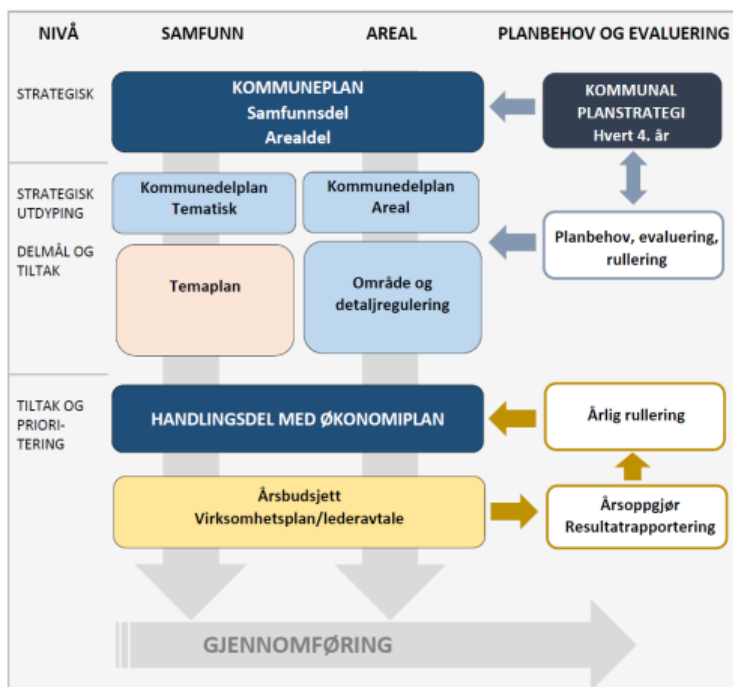 NIVÅ
SAMFUNN
AREAL
PLANBEHOV OG EVALUERING
STRATEGISK
KOMMUNEPLAN
Samfunnsdel
Arealdel
KOMMUNAL
PLANSTRATEGI
Hvert 4. år
STRATEGISK
UTDYPING
Kommunedelplan
Tematisk
Kommunedelplan
Areal
DELMÅL OG
TILTAK
Temaplan
Område og
detaljregulering
Planbehov, evaluering,
rullering
TILTAK OG
PRIORI-
TERING
HANDLINGSDEL MED ØKONOMIPLAN
Årlig rullering
Årsbudsjett
Virksomhetsplan/lederavtale
Årsoppgjør
Resultatrapportering
GJENNOMFØRING